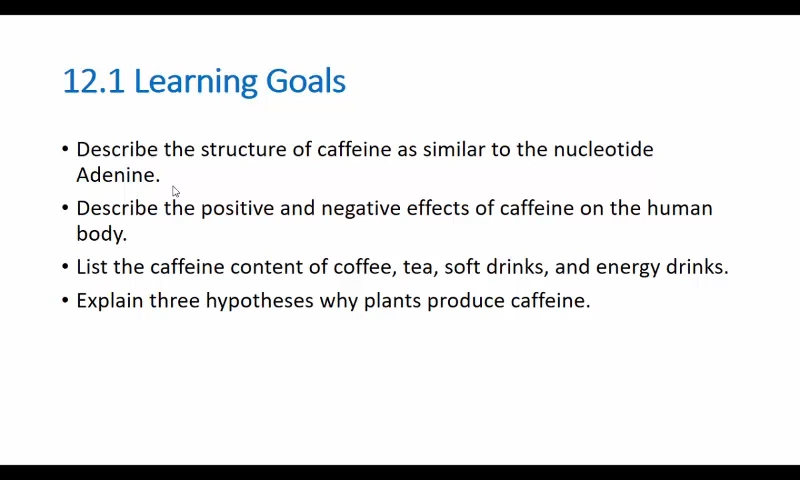 12.1 Learning Goals
• Describe the structure of caffeine as similar to the nucleotide
Adenine.
• Describe the positive and negative effects of caffeine on the human
body.
• List the caffeine content of coffee, tea, soft drinks, and energy drinks.
• Explain three hypotheses why plants produce caffeine.